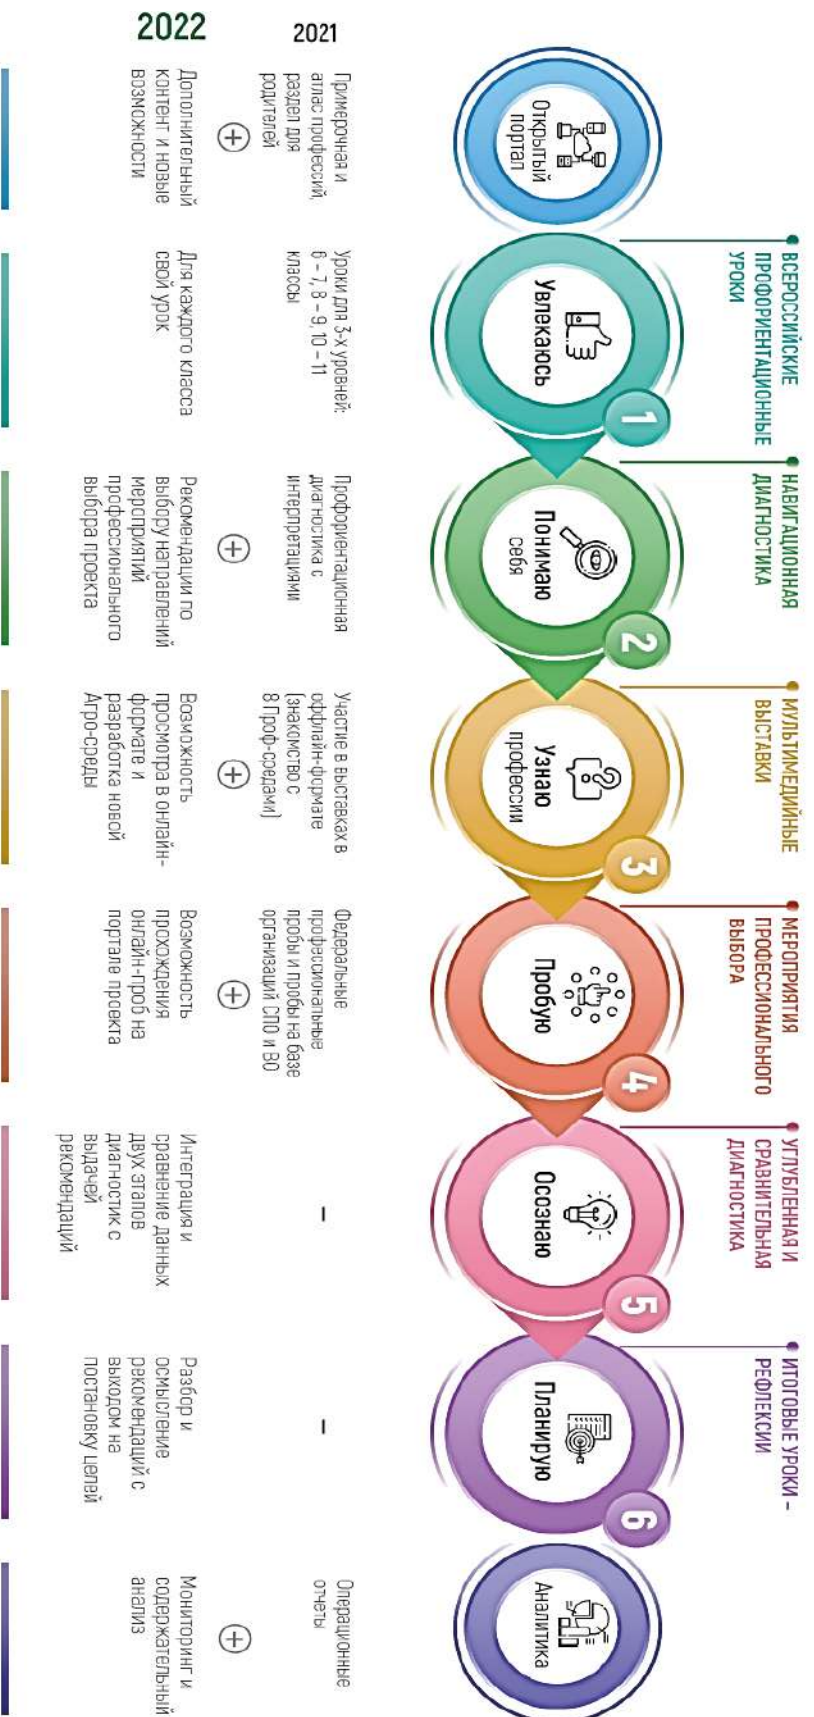 ВСЕРОССИЙСКИЕ
ПРОФОРИЕНТАЦИОННЫЕ
УРОКИ
НАВИГАЦИОННАЯ
ДИАГНОСТИКА
МУЛЬТИМЕДИЙНЫЕ
ВЫСТАВКИ
МЕРОПРИЯТИЯ
ПРОФЕССИОНАЛЬНОГО
ВЫБОРА
УГЛУБЛЕННАЯ И
СРАВНИТЕЛЬНАЯ
ДИАГНОСТИКА
ИТОГОВЫЕ УРОКИ –
РЕФЛЕКСИИ
Открытый
портал
Увлекаюсь
1
Понимаю
себя
2
Узнаю
профессии
3
Пробую
4
Осознаю
5
Планирую
6
Аналитика
2021
Примерочная и
атлас профессий,
раздел для
родителей
Уроки для 3-х уровней:
6 – 7, 8 – 9, 10 – 11
классы
Профориентационная
диагностика с
интерпретациями
Участие в выставках в
оффлайн-формате
(знакомство с
8 Проф-средами)
Федеральные
профессиональные
пробы и пробы на базе
организаций СПО и ВО
–
–
Операционные
отчеты
+
+
+
+
+
2022
Дополнительный
контент и новые
возможности
Для каждого класса
свой урок
Рекомендации по
выбору направлений
мероприятий
профессионального
выбора проекта
Возможность
просмотра в онлайн-
формате и
разработка новой
Агро-среды
Возможность
прохождения
онлайн-проб на
портале проекта
Интеграция и
сравнение данных
двух этапов
диагностик с
выдачей
рекомендаций
Разбор и
осмысление
рекомендаций с
выходом на
постановку целей
Мониторинг и
содержательный
анализ